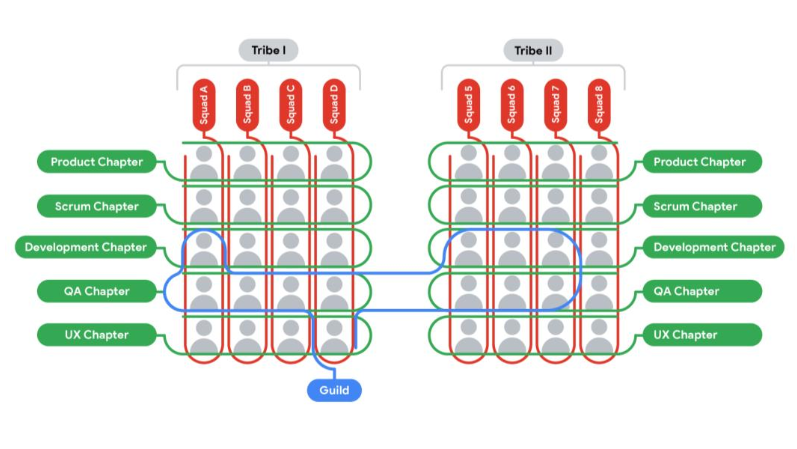 Tribe I
Tribe II
Squad A
Squad B
Squad C
Squad D
Squad 5
Squad 6
Squad 7
Squad 8
Product Chapter
Product Chapter
Scrum Chapter
Scrum Chapter
Development Chapter
Development Chapter
QA Chapter
QA Chapter
UX Chapter
UX Chapter
Guild